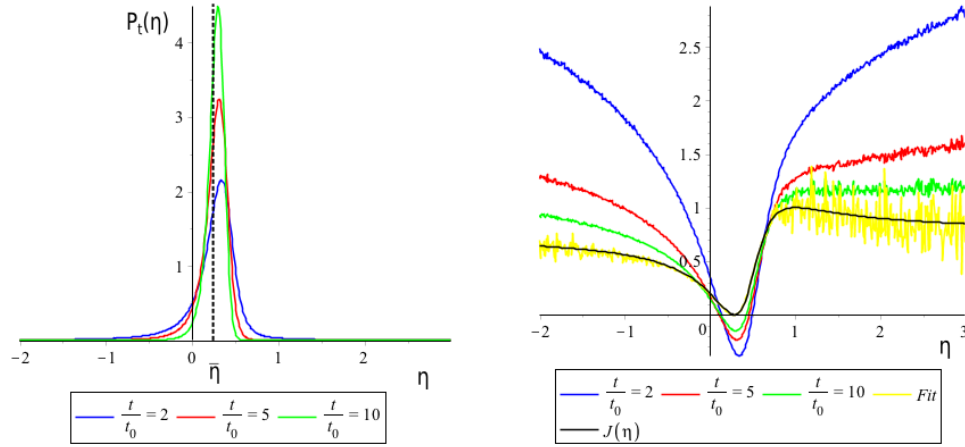 P_t(η)
4
3
2
1
−2 −1 0 1 2
η̅ η
t/t_0 = 2 t/t_0 = 5 t/t_0 = 10
2.5
2
1.5
1
0.5
−2 −1 0 1 2 3
η
t/t_0 = 2 t/t_0 = 5 t/t_0 = 10 Fit
J(η)